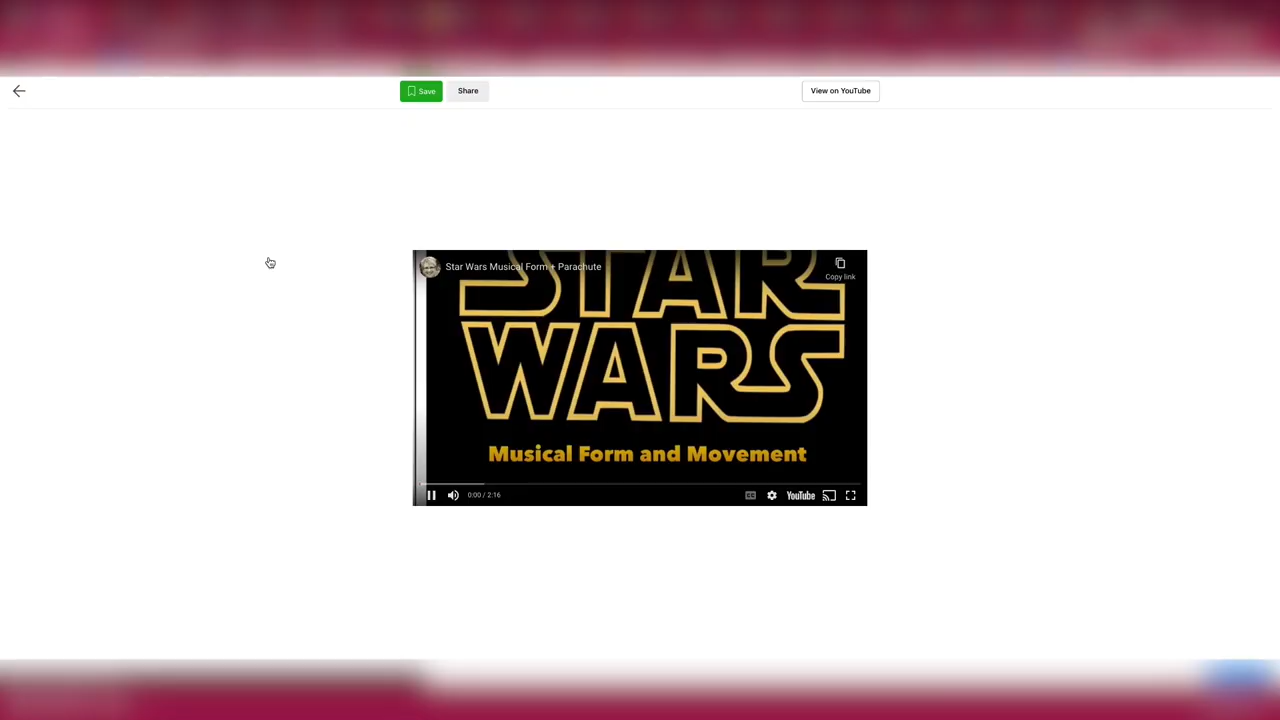 Save Share View on YouTube
Star Wars Musical Form + Parachute
Copy link
STAR
WARS
Musical Form and Movement
0:00 / 2:16 CC YouTube